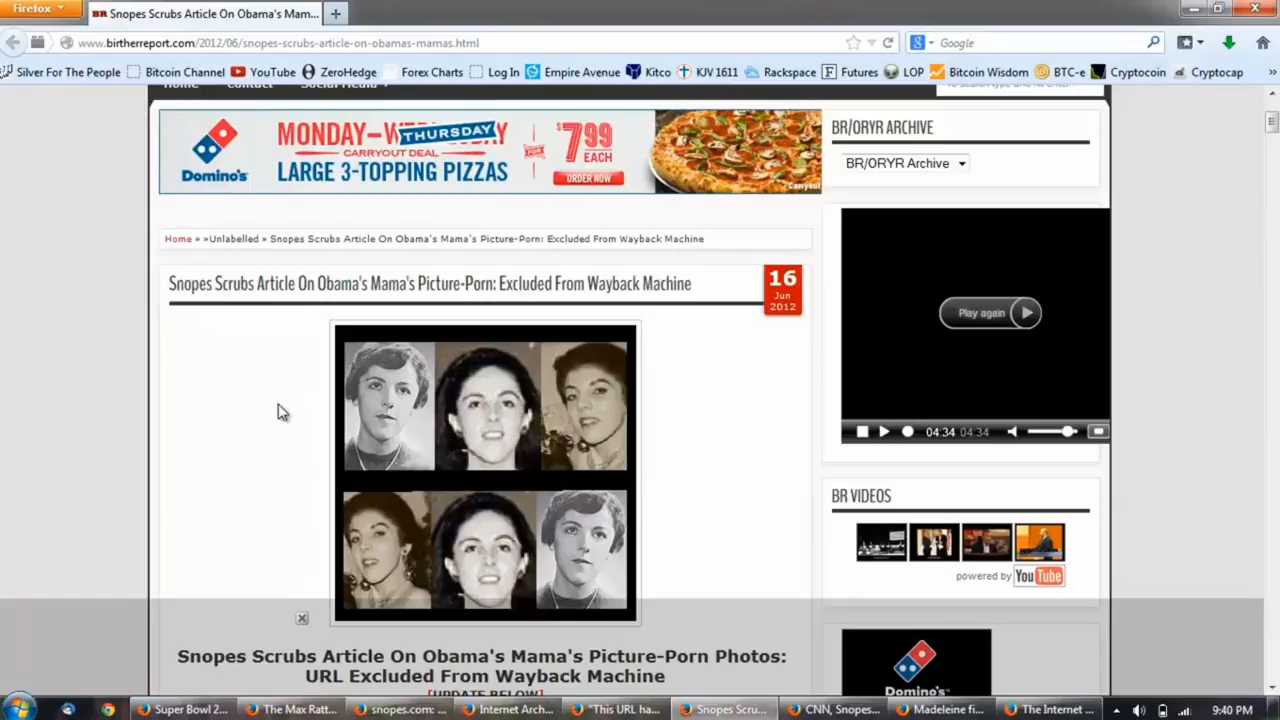 Firefox
BR Snopes Scrubs Article On Obama's Mam...
www.birtherreport.com/2012/06/snopes-scrubs-article-on-obamas-mamas.html
Google
Silver For The People
Bitcoin Channel
YouTube
ZeroHedge
Forex Charts
Log In
Empire Avenue
Kitco
KJV 1611
Rackspace
Futures
LOP
Bitcoin Wisdom
BTC-e
Cryptocoin
Cryptocap
Home
Contact
Social Media
Domino's
MONDAY–
THURSDAY
CARRYOUT DEAL
LARGE 3-TOPPING PIZZAS
FOR
$7.99
EACH
ORDER NOW
Carryout
BR/ORYR ARCHIVE
BR/ORYR Archive
Home » »Unlabelled » Snopes Scrubs Article On Obama's Mama's Picture-Porn: Excluded From Wayback Machine
Snopes Scrubs Article On Obama's Mama's Picture-Porn: Excluded From Wayback Machine
16
Jun
2012
Play again
04:34 04:34
BR VIDEOS
powered by YouTube
Snopes Scrubs Article On Obama's Mama's Picture-Porn Photos:
URL Excluded From Wayback Machine
[UPDATE BELOW]
Domino's
Super Bowl 2...
The Max Ratt...
snopes.com: ...
Internet Arch...
"This URL ha...
Snopes Scru...
CNN, Snopes...
Madeleine fi...
The Internet ...
9:40 PM